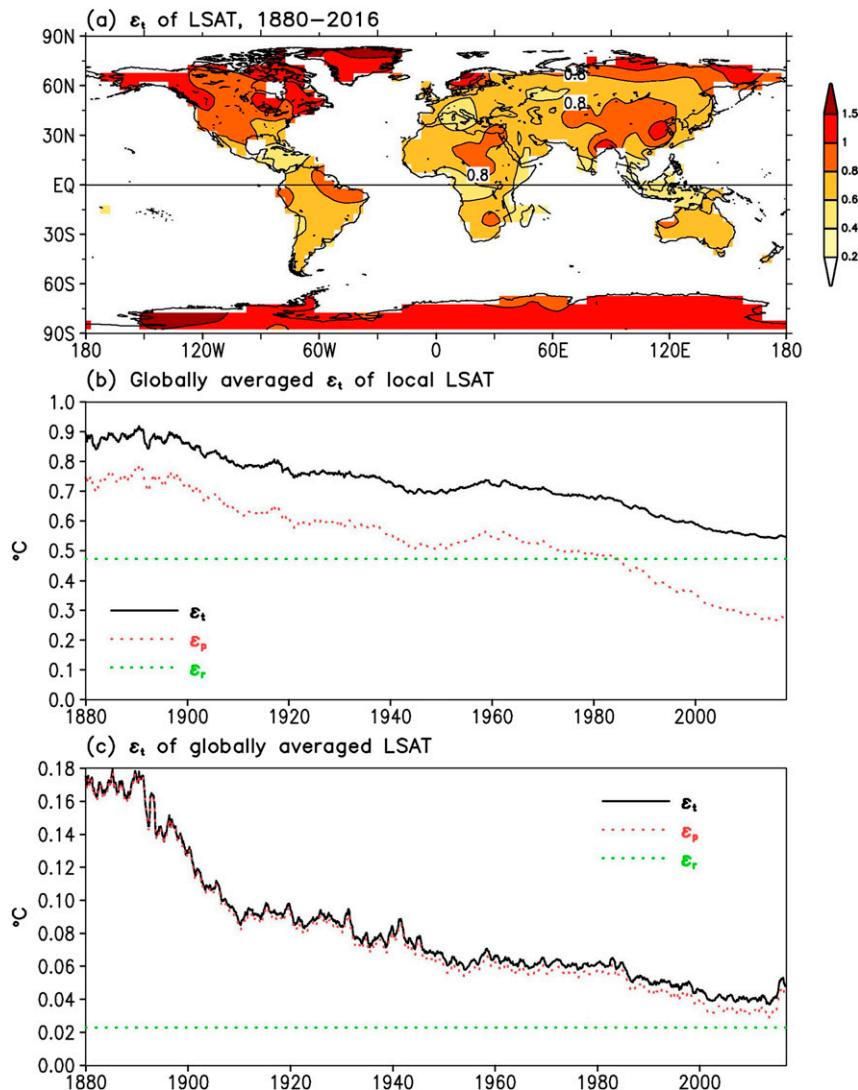 (a) εt of LSAT, 1880−2016
90N
60N
30N
EQ
30S
60S
90S
0.8
0.8
0.8
1.5
1
0.8
0.6
0.4
0.2
180 120W 60W 0 60E 120E 180
(b) Globally averaged εt of local LSAT
°C
1.0
0.9
0.8
0.7
0.6
0.5
0.4
0.3
0.2
0.1
0.0
εt
εp
εr
1880 1900 1920 1940 1960 1980 2000
(c) εt of globally averaged LSAT
°C
0.18
0.16
0.14
0.12
0.10
0.08
0.06
0.04
0.02
0.00
εt
εp
εr
1880 1900 1920 1940 1960 1980 2000